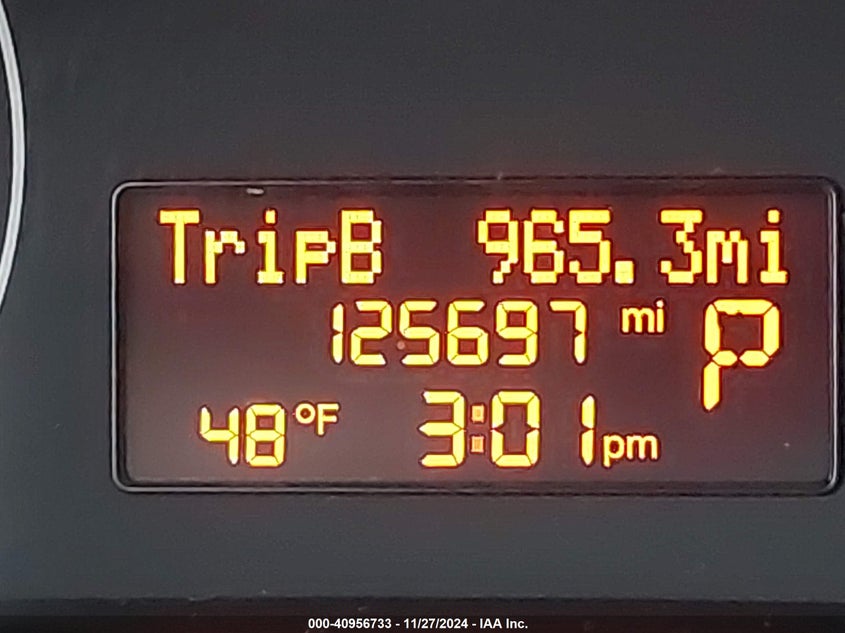 TripB 965.3mi
125697 mi P
48°F 3:01pm
000-40956733 - 11/27/2024 - IAA Inc.